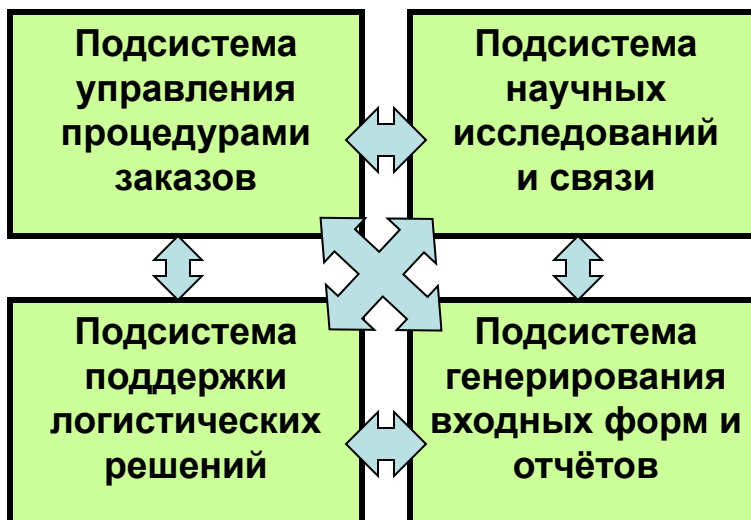 Подсистема
управления
процедурами
заказов
Подсистема
научных
исследований
и связи
Подсистема
поддержки
логистических
решений
Подсистема
генерирования
входных форм и
отчётов